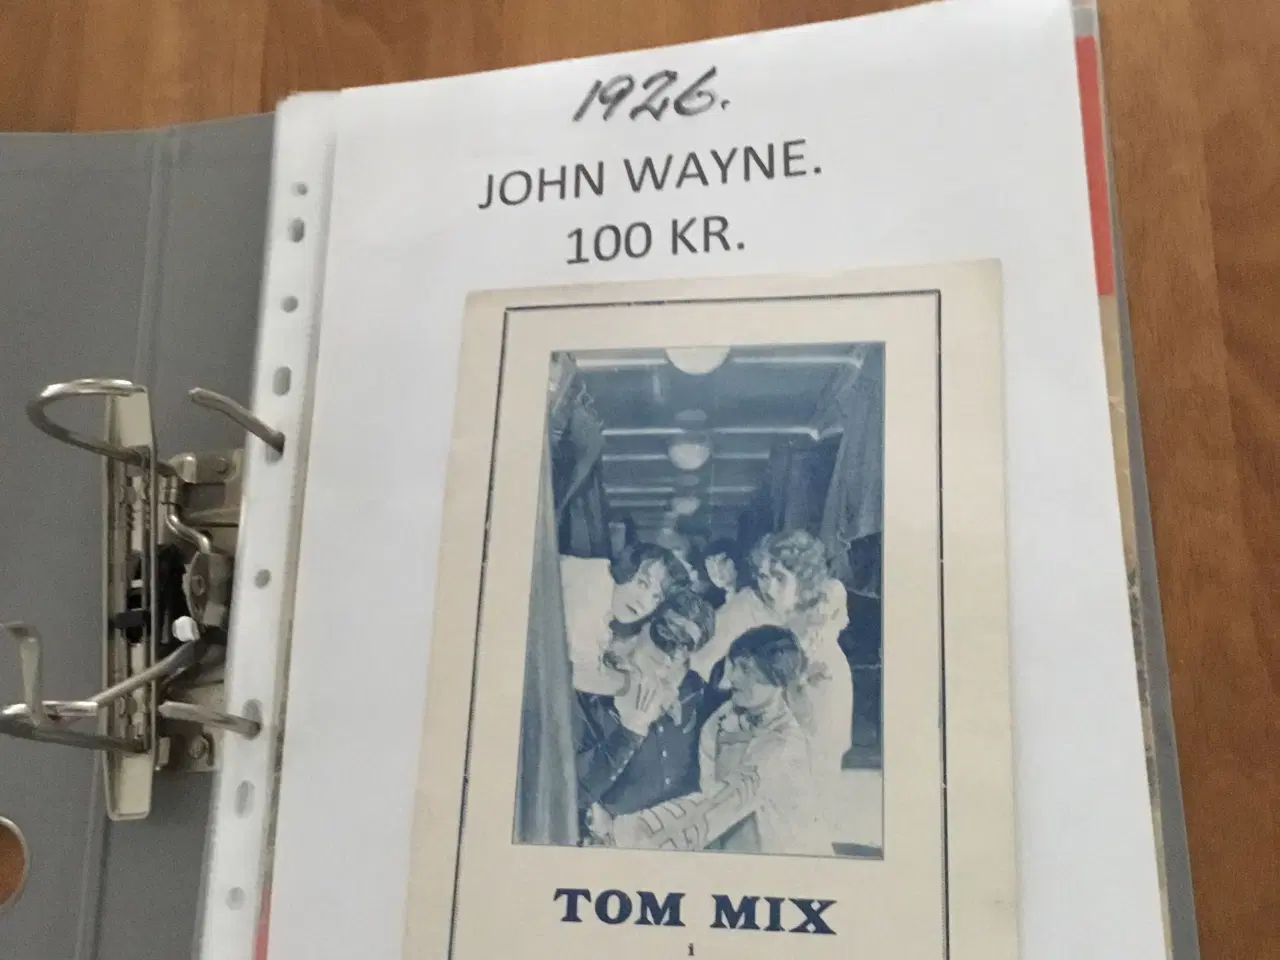 1926.
JOHN WAYNE.
100 KR.
TOM MIX
i